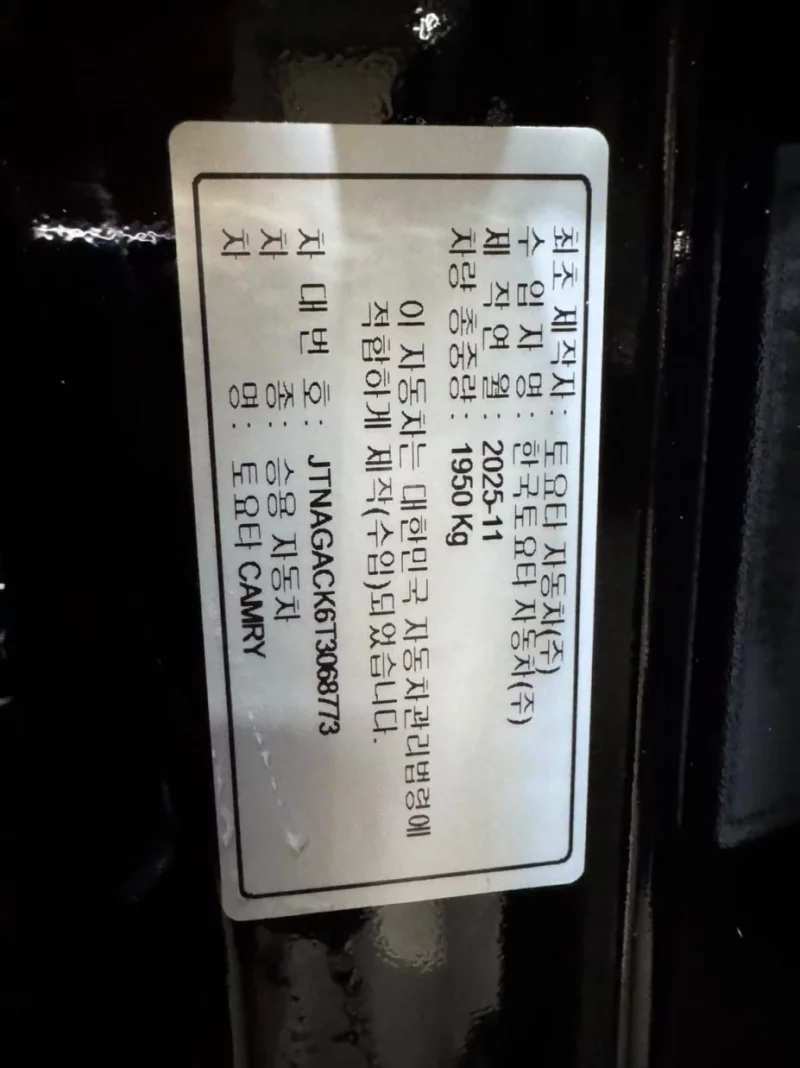 최초 제작자: 토요타 자동차(주)
수 입 자 명: 한국토요타 자동차(주)
제 작 연 월: 2025-11
차량 총중량: 1950 Kg
이 자동차는 대한민국 자동차관리법령에
적합하게 제작(수입)되었습니다.
차 대 번 호: JTNAGACK6T3068773
차 종: 승용 자동차
차 명: 토요타 CAMRY